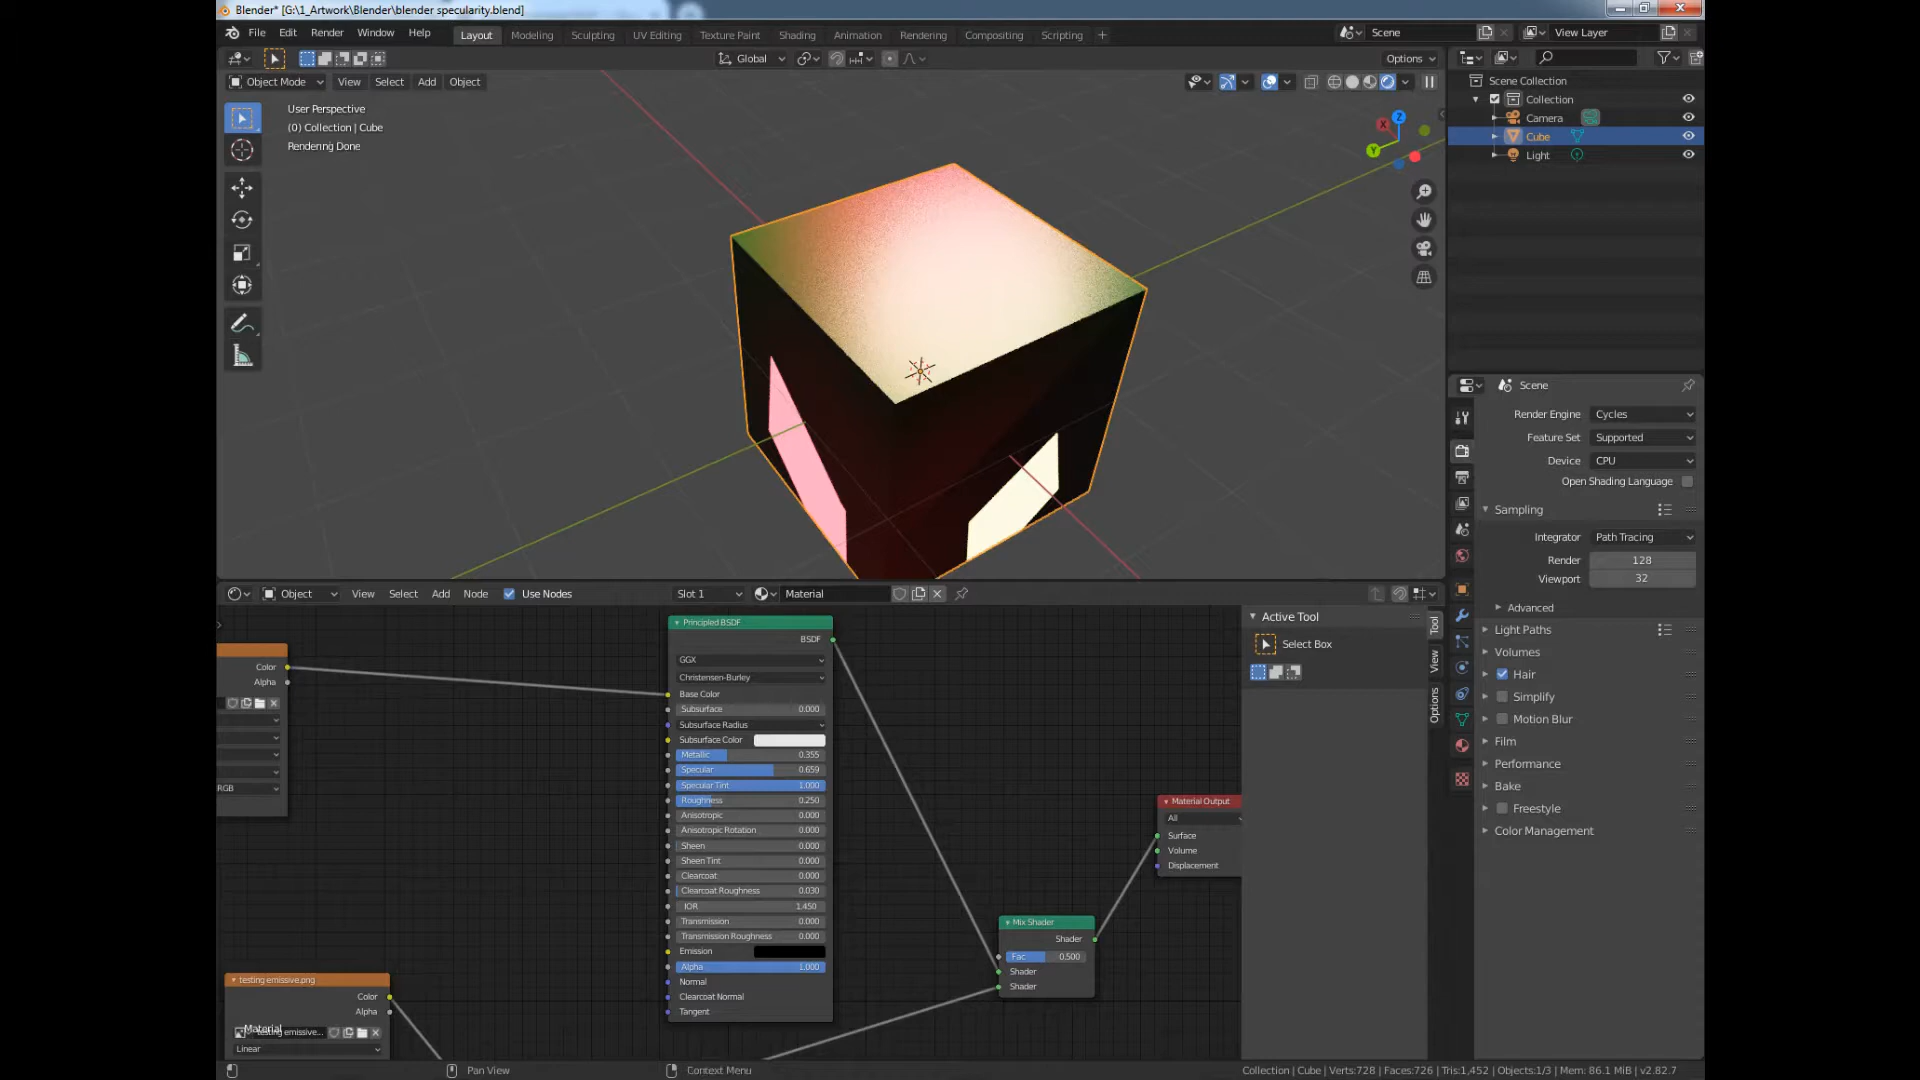 Blender* [G:\1_Artwork\Blender\blender specularity.blend]
File Edit Render Window Help
Layout Modeling Sculpting UV Editing Texture Paint Shading Animation Rendering Compositing Scripting +
Scene
View Layer
Global
Options
Object Mode View Select Add Object
User Perspective
(0) Collection | Cube
Rendering Done
Z
X
Y
Scene Collection
Collection
Camera
Cube
Light
Scene
Render Engine Cycles
Feature Set Supported
Device CPU
Open Shading Language
Sampling
Integrator Path Tracing
Render 128
Viewport 32
Advanced
Light Paths
Volumes
Hair
Simplify
Motion Blur
Film
Performance
Bake
Freestyle
Color Management
Object View Select Add Node Use Nodes
Slot 1
Material
Active Tool
Select Box
Tool
View
Options
Color
Alpha
RGB
Principled BSDF
BSDF
GGX
Christensen-Burley
Base Color
Subsurface 0.000
Subsurface Radius
Subsurface Color
Metallic 0.355
Specular 0.659
Specular Tint 1.000
Roughness 0.250
Anisotropic 0.000
Anisotropic Rotation 0.000
Sheen 0.000
Sheen Tint 0.000
Clearcoat 0.000
Clearcoat Roughness 0.030
IOR 1.450
Transmission 0.000
Transmission Roughness 0.000
Emission
Alpha 1.000
Normal
Clearcoat Normal
Tangent
Material Output
All
Surface
Volume
Displacement
Mix Shader
Shader
Fac 0.500
Shader
Shader
testing emissive.png
Color
Alpha
Material
testing emissive...
Linear
Pan View
Context Menu
Collection | Cube | Verts:728 | Faces:726 | Tris:1,452 | Objects:1/3 | Mem: 86.1 MiB | v2.82.7